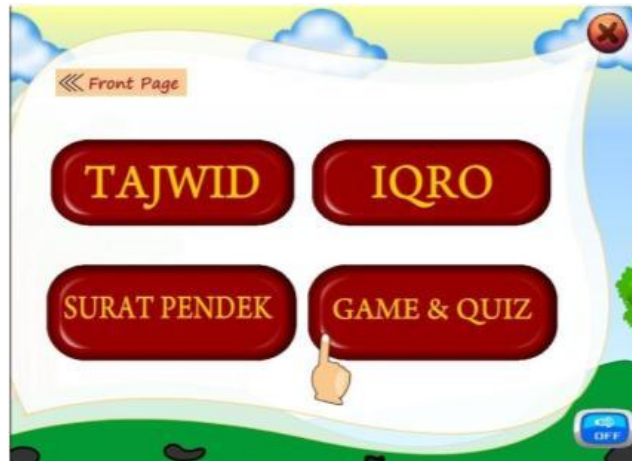 Front Page
TAJWID
IQRO
SURAT PENDEK
GAME & QUIZ
OFF